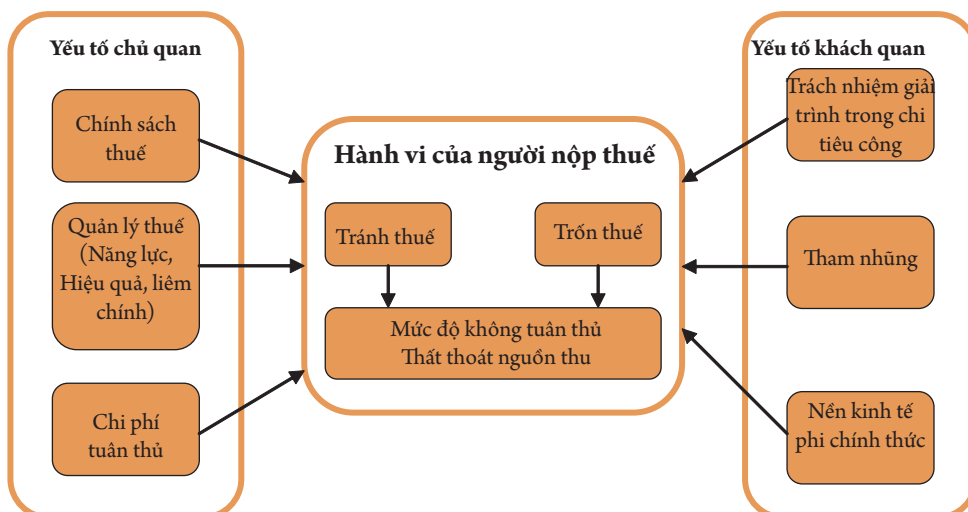 Yếu tố chủ quan
Chính sách
thuế
Quản lý thuế
(Năng lực,
Hiệu quả, liêm
chính)
Chi phí
tuân thủ
Hành vi của người nộp thuế
Tránh thuế
Trốn thuế
Mức độ không tuân thủ
Thất thoát nguồn thu
Yếu tố khách quan
Trách nhiệm giải
trình trong chi
tiêu công
Tham nhũng
Nền kinh tế
phi chính thức